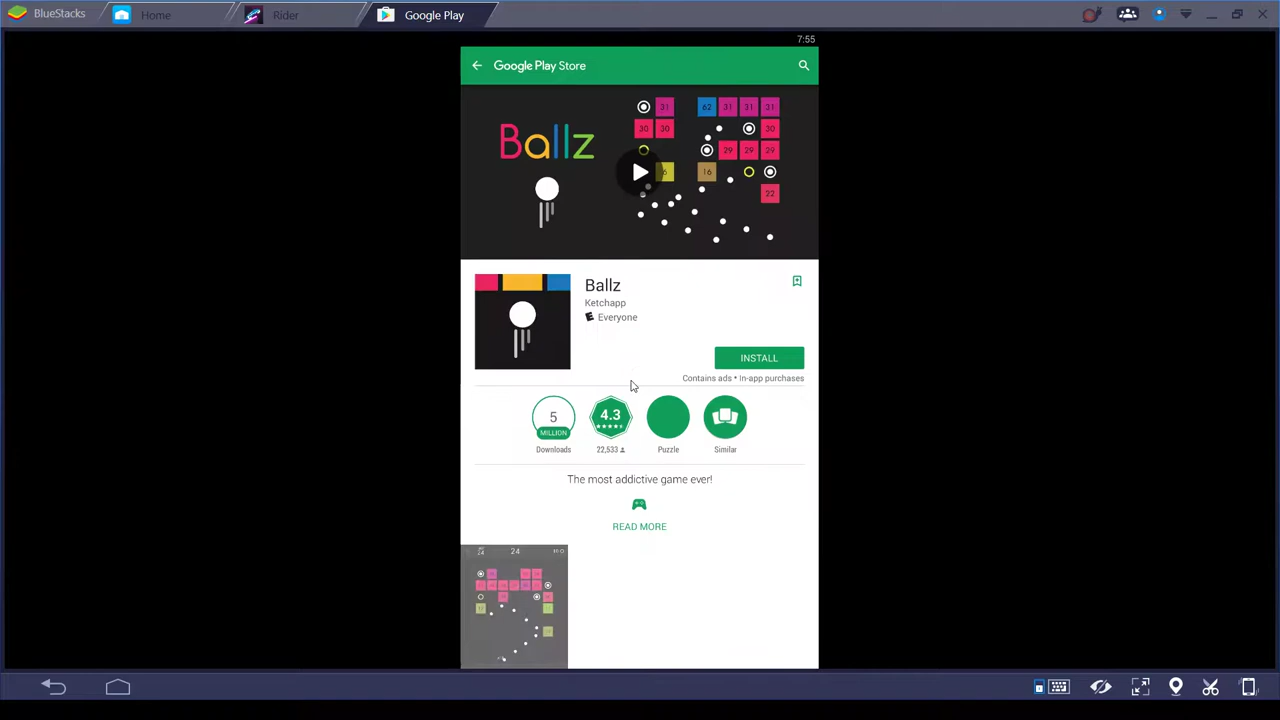 BlueStacks Home Rider Google Play
7:55
Google Play Store
Ballz
31 62 31 31 31
30 30 30
29 29 29
16
22
Ballz
Ketchapp
Everyone
INSTALL
Contains ads • In-app purchases
5
MILLION
4.3
Downloads 22,533 Puzzle Similar
The most addictive game ever!
READ MORE
24 24